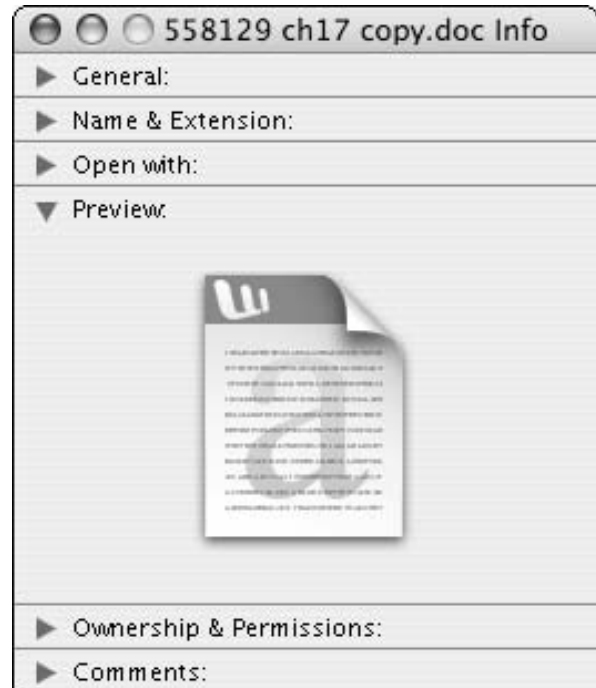 558129 ch17 copy.doc Info
General:
Name & Extension:
Open with:
Preview:
Ownership & Permissions:
Comments: